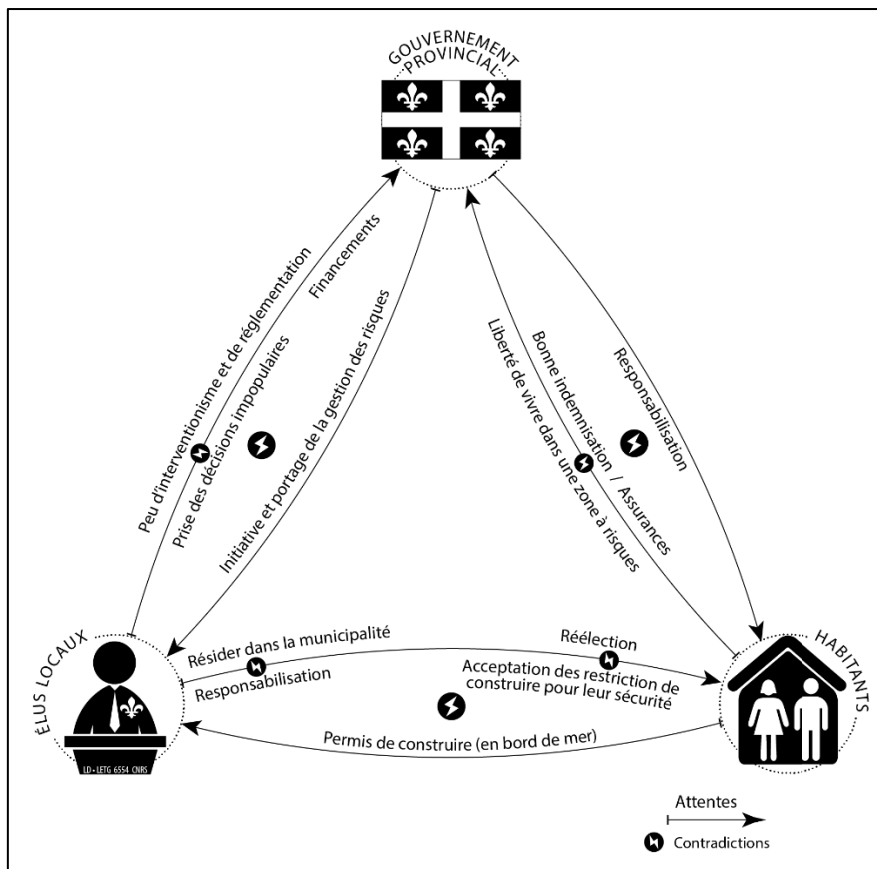 GOUVERNEMENT
PROVINCIAL
Peu d'interventionisme et de réglementation
Financements
Prise des décisions impopulaires
Initiative et portage de la gestion des risques
Responsabilisation
Bonne indemnisation / Assurances
Liberté de vivre dans une zone à risques
ÉLUS LOCAUX
LD • LETG 6554 CNRS
HABITANTS
Résider dans la municipalité
Responsabilisation
Réélection
Acceptation des restriction de
construire pour leur sécurité
Permis de construire (en bord de mer)
Attentes
Contradictions